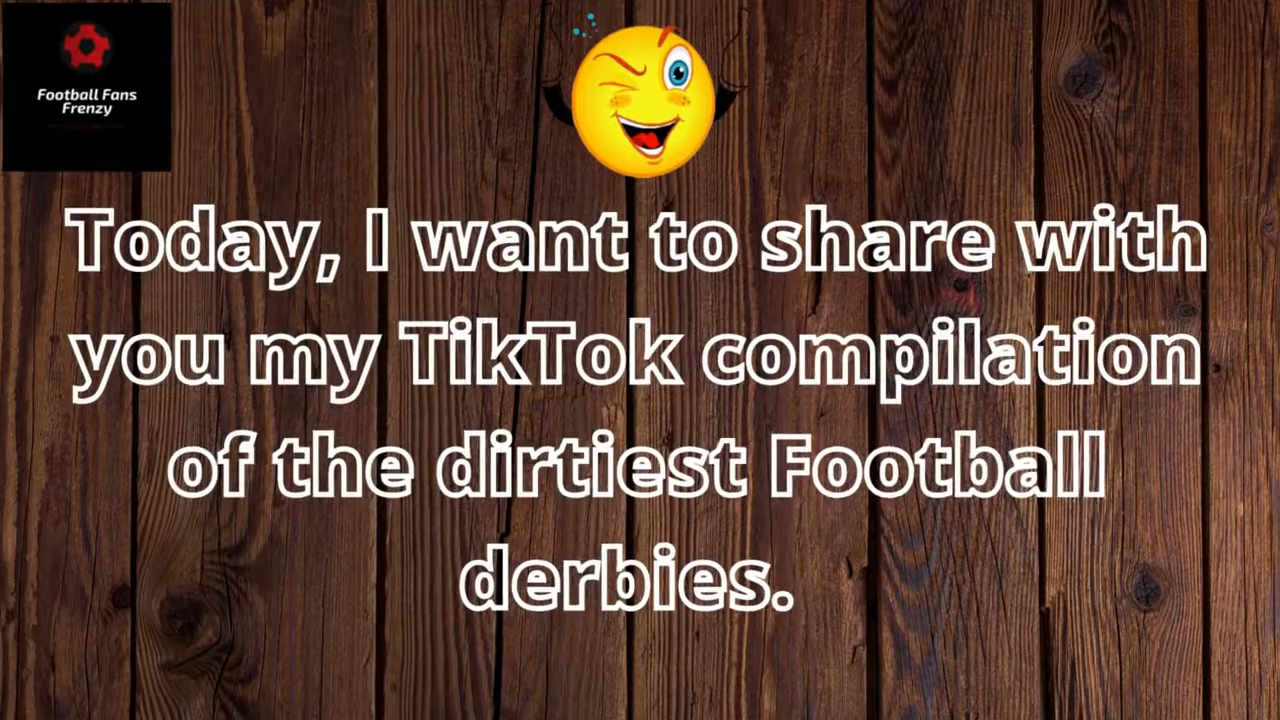 Football Fans
Frenzy
Today, I want to share with
you my TikTok compilation
of the dirtiest Football
derbies.